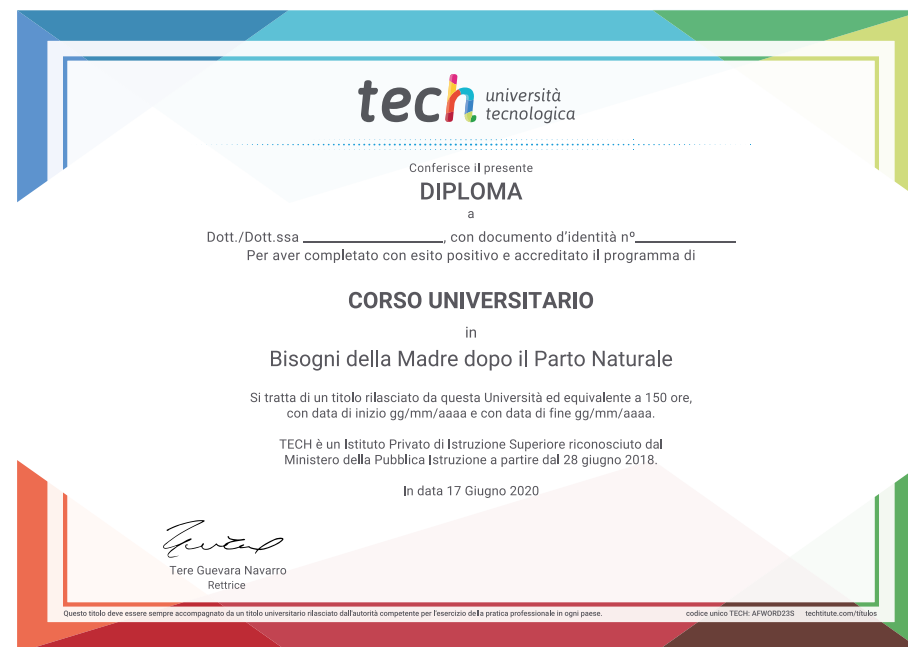 tech università
tecnologica
Conferisce il presente
DIPLOMA
a
Dott./Dott.ssa ________________, con documento d’identità nº____________
Per aver completato con esito positivo e accreditato il programma di
CORSO UNIVERSITARIO
in
Bisogni della Madre dopo il Parto Naturale
Si tratta di un titolo rilasciato da questa Università ed equivalente a 150 ore,
con data di inizio gg/mm/aaaa e con data di fine gg/mm/aaaa.
TECH è un Istituto Privato di Istruzione Superiore riconosciuto dal
Ministero della Pubblica Istruzione a partire dal 28 giugno 2018.
In data 17 Giugno 2020
Tere Guevara Navarro
Rettrice
Questo titolo deve essere sempre accompagnato da un titolo universitario rilasciato dall'autorità competente per l'esercizio della pratica professionale in ogni paese. codice unico TECH: AFWORD23S techtitute.com/titulos